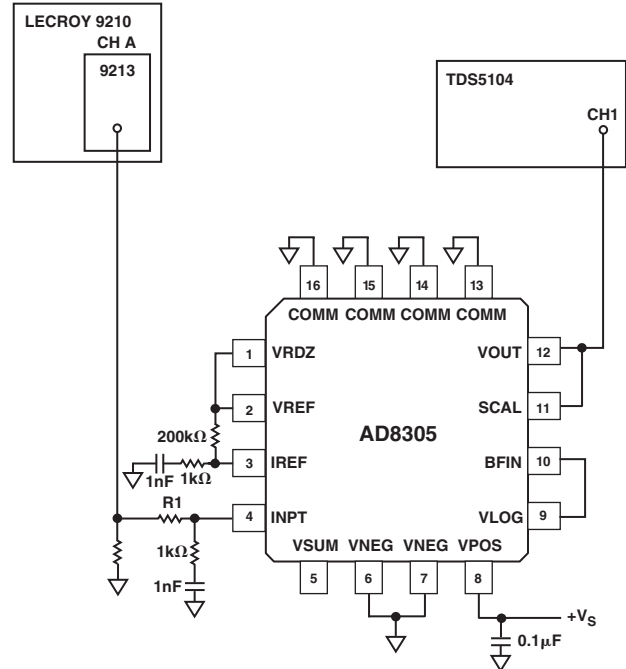 LECROY 9210
CH A
9213
TDS5104
CH1
16
15
14
13
COMM COMM COMM COMM
1
VRDZ
VOUT
12
2
VREF
SCAL
11
200kΩ
AD8305
3
IREF
BFIN
10
1nF
1kΩ
R1
4
INPT
VLOG
9
1kΩ
VSUM VNEG VNEG VPOS
1nF
5
6
7
8
+VS
0.1μF